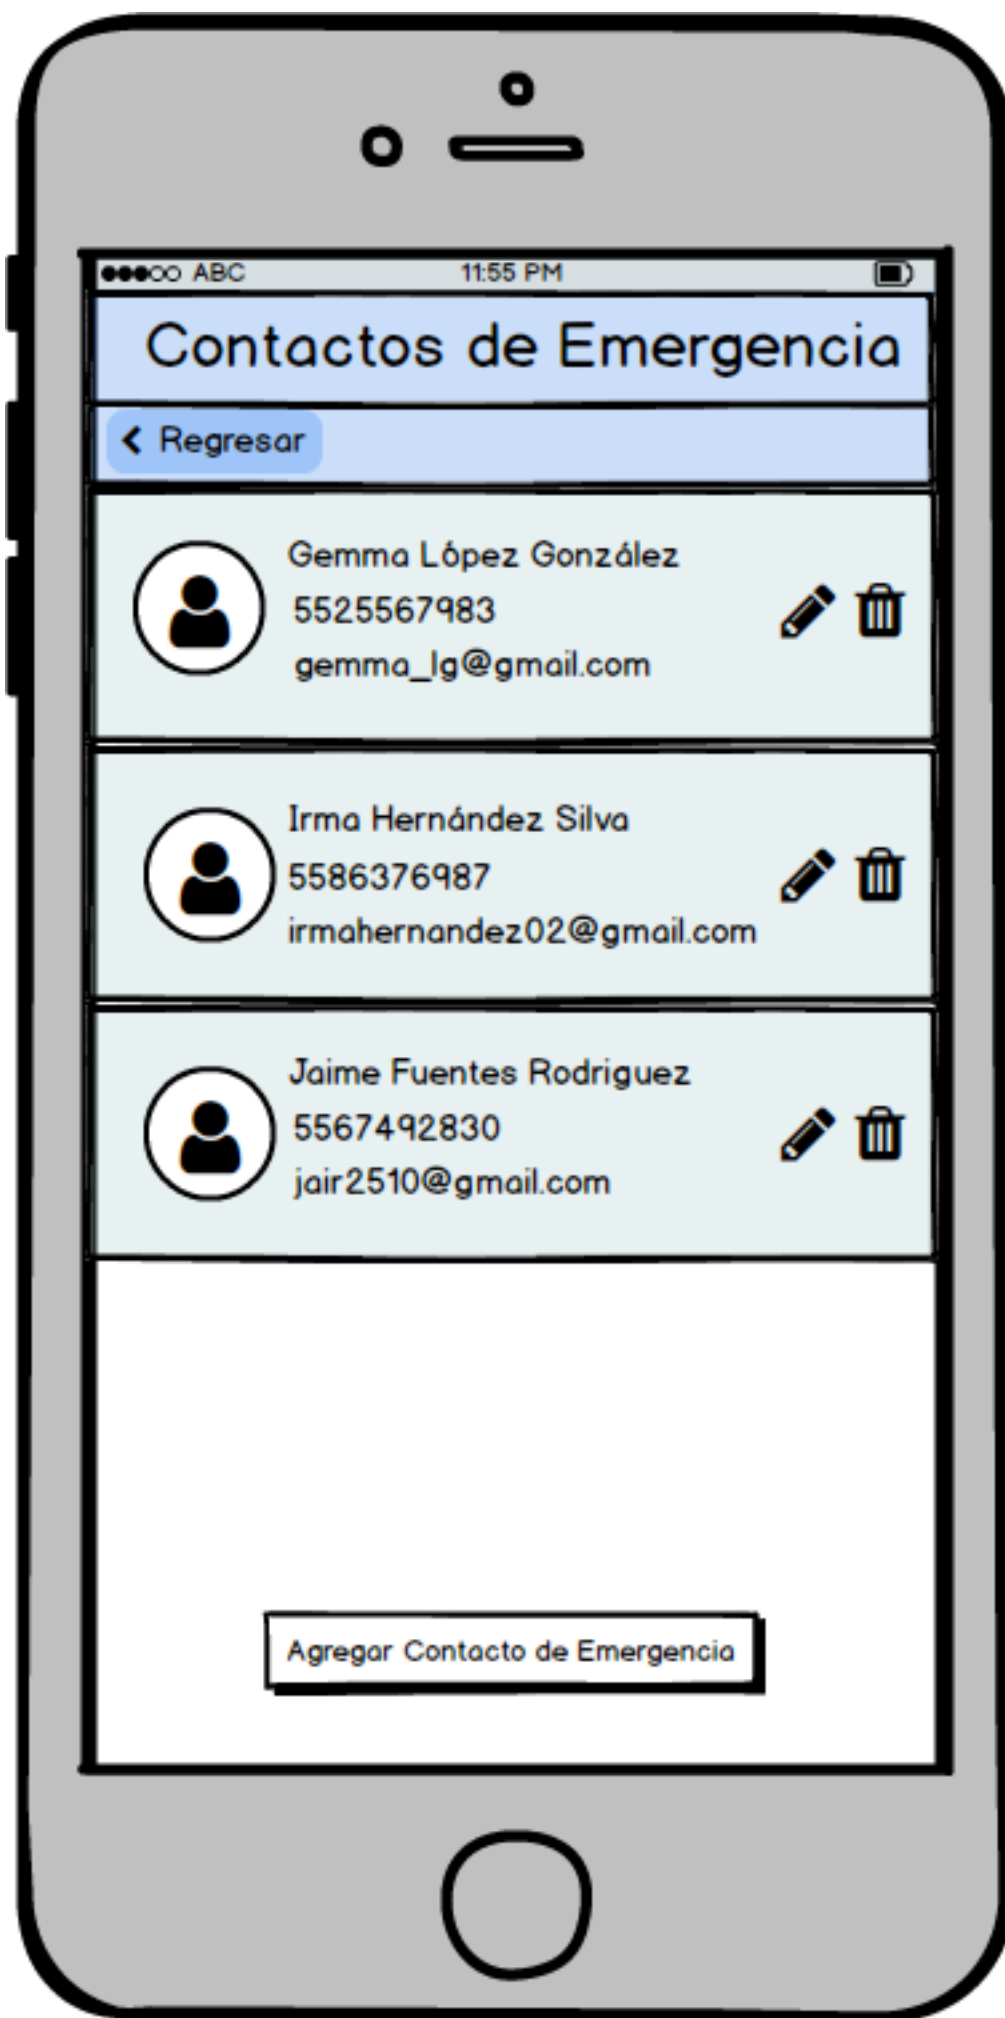 ABC 11:55 PM
Contactos de Emergencia
Regresar
Gemma López González
5525567983
gemma_lg@gmail.com
Irma Hernández Silva
5586376987
irmahernandez02@gmail.com
Jaime Fuentes Rodriguez
5567492830
jair2510@gmail.com
Agregar Contacto de Emergencia